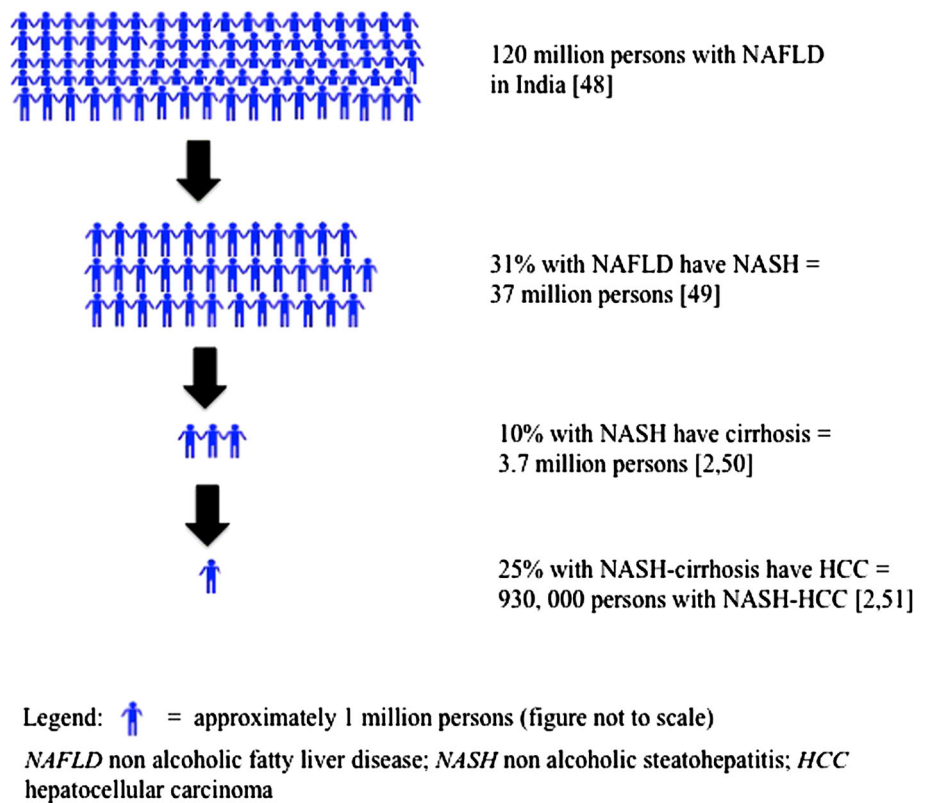 120 million persons with NAFLD
in India [48]
31% with NAFLD have NASH =
37 million persons [49]
10% with NASH have cirrhosis =
3.7 million persons [2,50]
25% with NASH-cirrhosis have HCC =
930, 000 persons with NASH-HCC [2,51]
Legend: = approximately 1 million persons (figure not to scale)
NAFLD non alcoholic fatty liver disease; NASH non alcoholic steatohepatitis; HCC
hepatocellular carcinoma